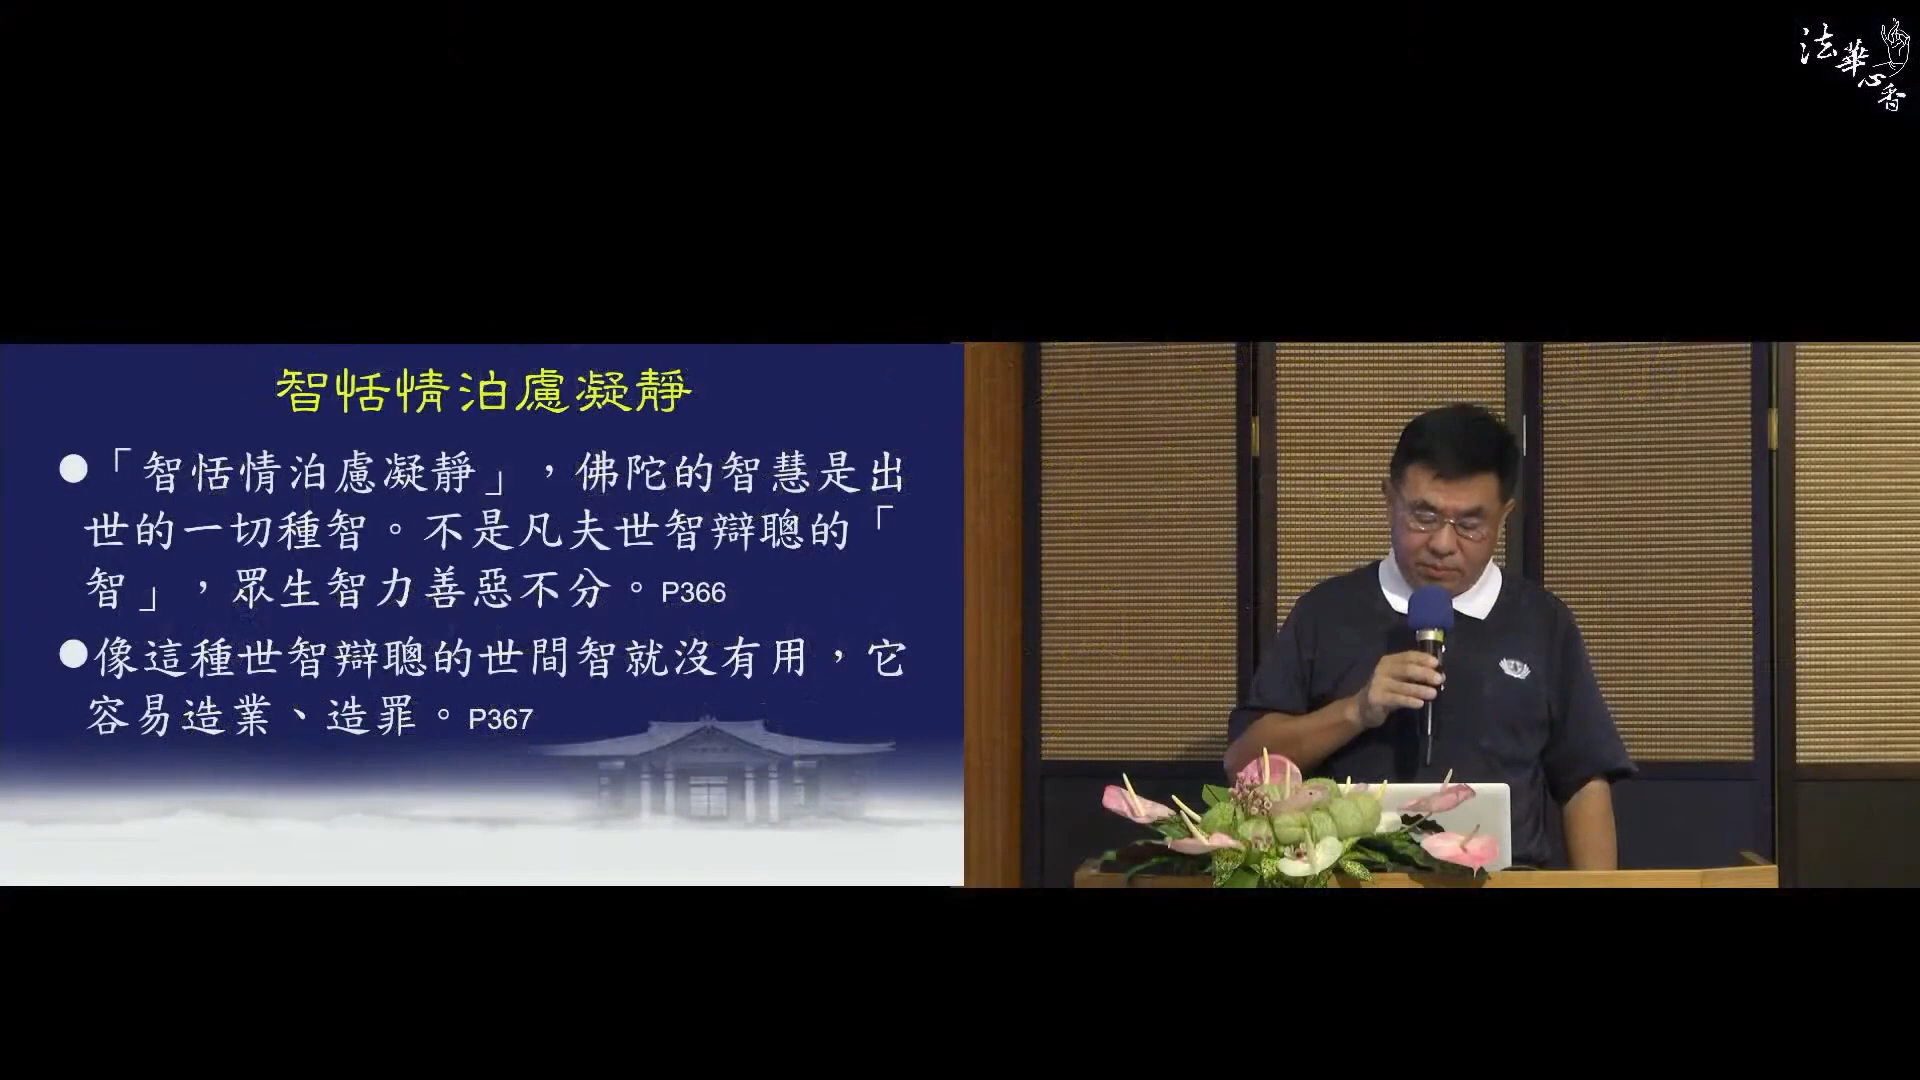 法華心香
智恬情泊慮凝靜
●「智恬情泊慮凝靜」,佛陀的智慧是出
世的一切種智。不是凡夫世智辯聰的「
智」,眾生智力善惡不分。P366
●像這種世智辯聰的世間智就沒有用,它
容易造業、造罪。P367